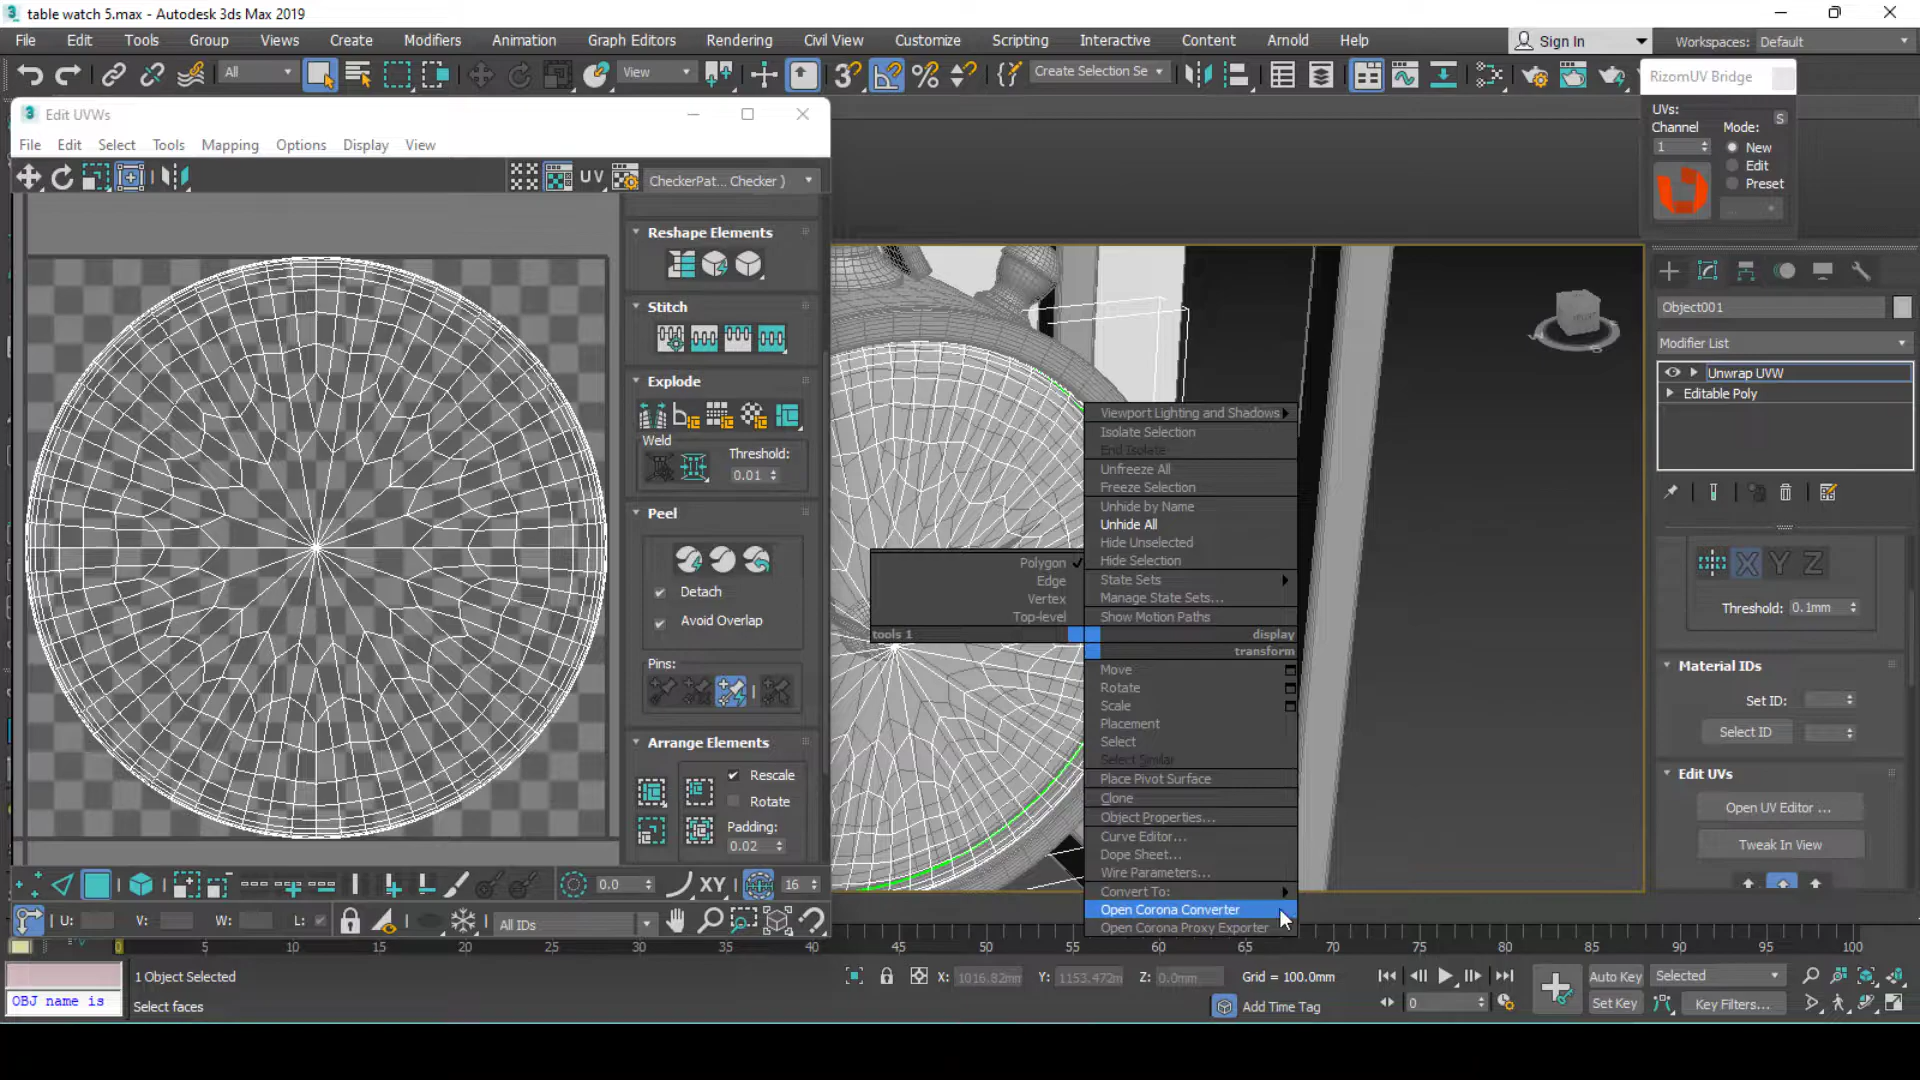 table watch 5.max - Autodesk 3ds Max 2019
File Edit Tools Group Views Create Modifiers Animation Graph Editors Rendering Civil View Customize Scripting Interactive Content Arnold Help
Sign In
Workspaces: Default
All
View
Create Selection Se
RizomUV Bridge
UVs:
Channel
1
Mode:
S
New
Edit
Preset
Edit UVWs
File Edit Select Tools Mapping Options Display View
UV
CheckerPat... Checker )
Reshape Elements
Stitch
Explode
Weld
Threshold:
0.01
Peel
Detach
Avoid Overlap
Pins:
Arrange Elements
Rescale
Rotate
Padding:
0.02
0.0
XY
16
U: V: W: L:
All IDs
Viewport Lighting and Shadows
Isolate Selection
End Isolate
Unfreeze All
Freeze Selection
Unhide by Name
Unhide All
Hide Unselected
Hide Selection
State Sets
Manage State Sets...
Show Motion Paths
display
transform
Polygon
Edge
Vertex
Top-level
tools 1
Move
Rotate
Scale
Placement
Select
Select Similar
Place Pivot Surface
Clone
Object Properties...
Curve Editor...
Dope Sheet...
Wire Parameters...
Convert To:
Open Corona Converter
Open Corona Proxy Exporter
Object001
Modifier List
Unwrap UVW
Editable Poly
X Y Z
Threshold: 0.1mm
Material IDs
Set ID:
Select ID
Edit UVs
Open UV Editor ...
Tweak In View
5 10 15 20 25 30 35 40 45 50 55 60 65 70 75 80 85 90 95 100
OBJ name is
1 Object Selected
Select faces
X: 1016.82mm Y: 1153.472m Z: 0.0mm
Grid = 100.0mm
Add Time Tag
0
Auto Key
Set Key
Selected
Key Filters...